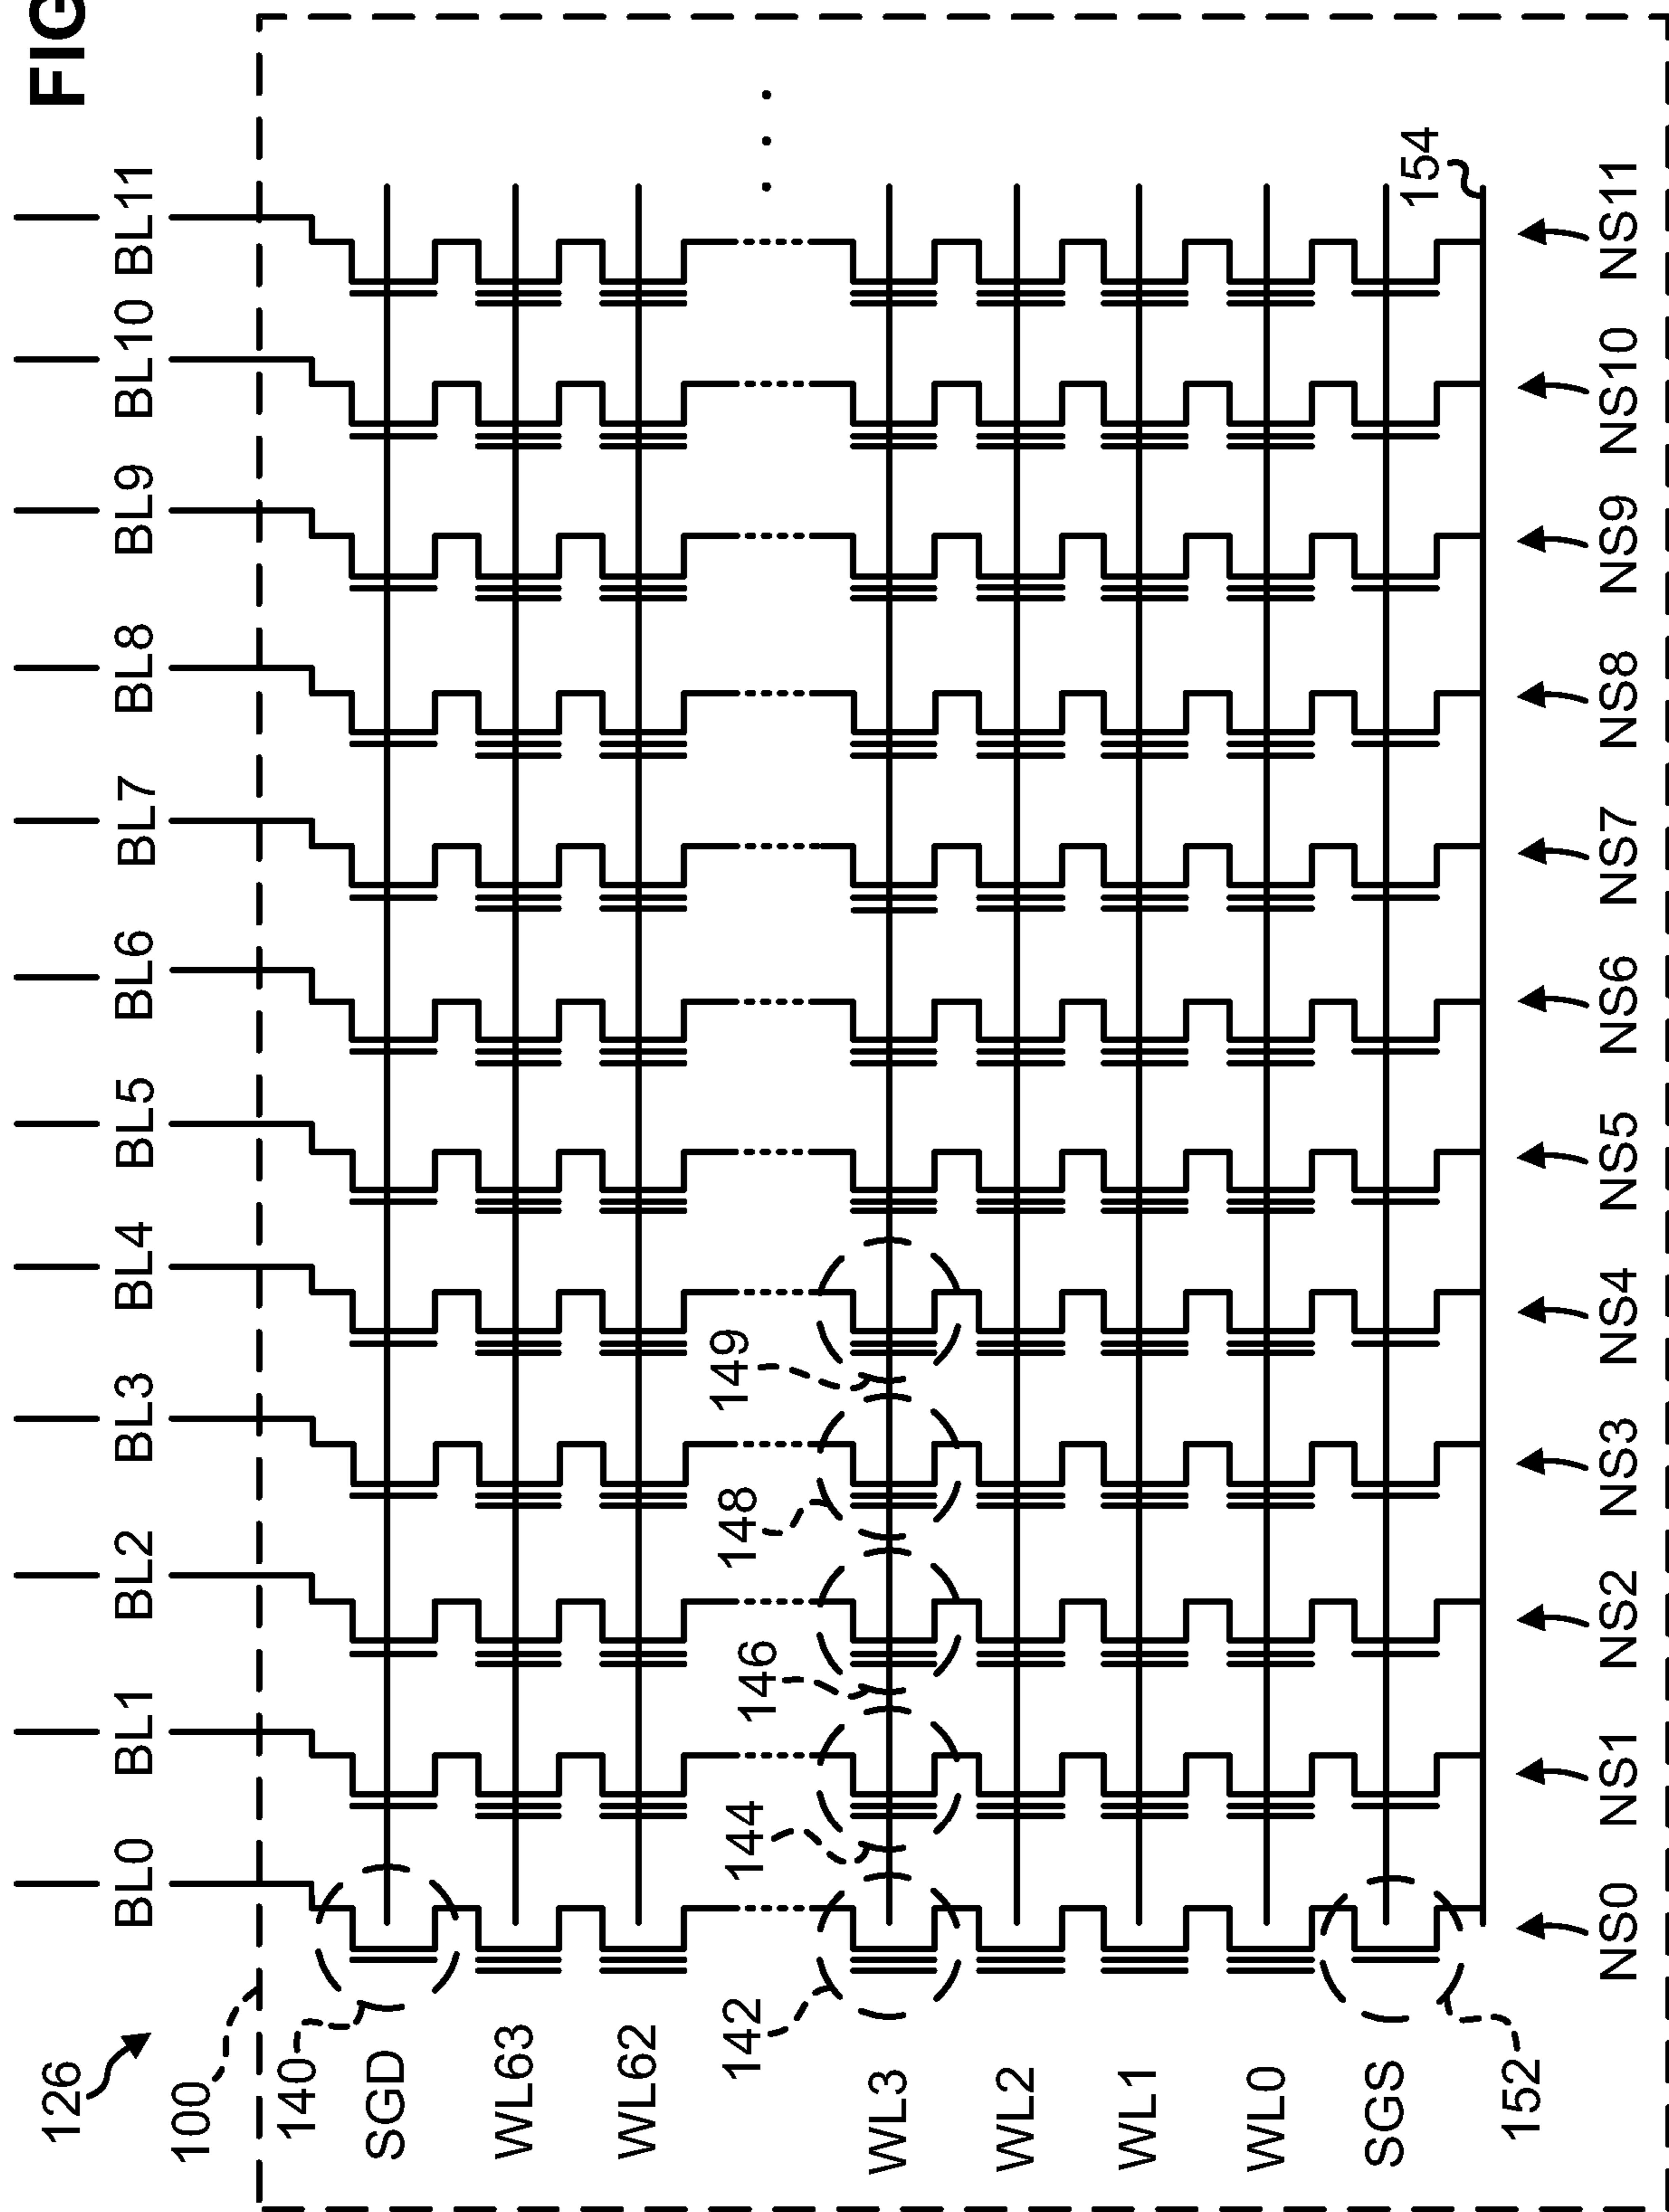 FIG
126
BL0 BL1 BL2 BL3 BL4 BL5 BL6 BL7 BL8 BL9 BL10 BL11
100
140
SGD
WL63
WL62
142 144 146 148 149
WL3
WL2
WL1
WL0
SGS
152
154
NS0 NS1 NS2 NS3 NS4 NS5 NS6 NS7 NS8 NS9 NS10 NS11